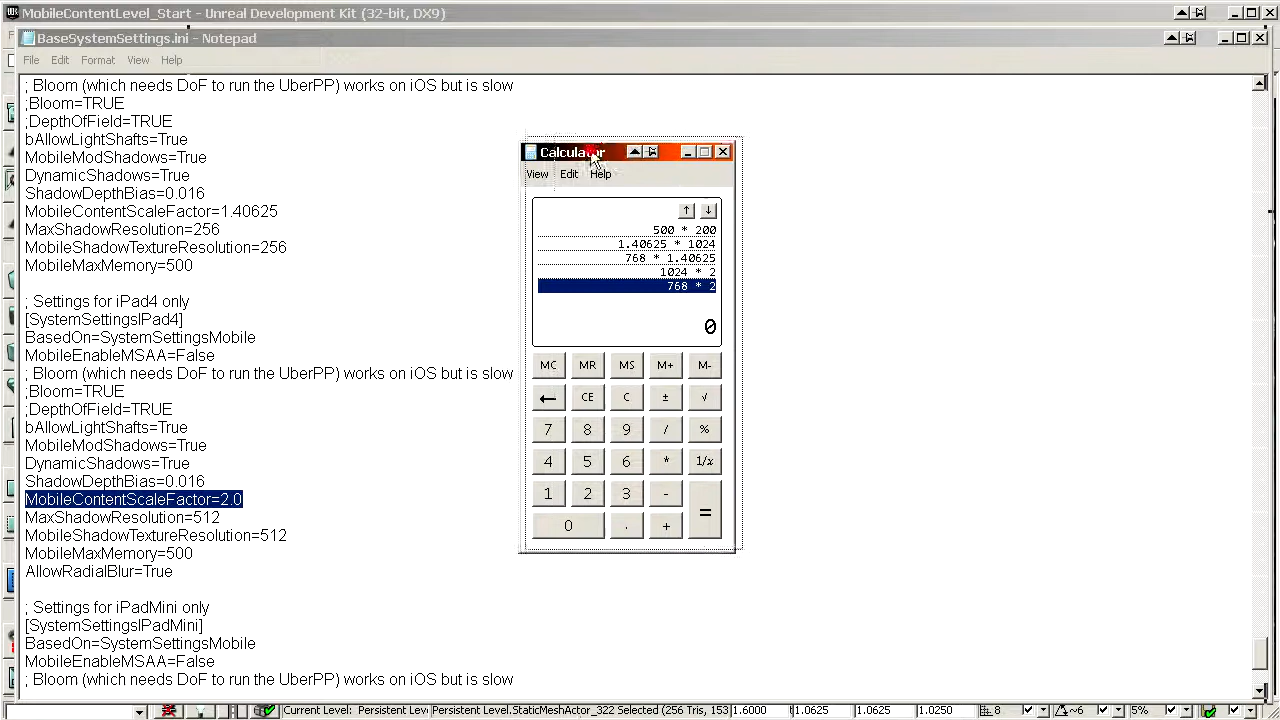 MobileContentLevel_Start - Unreal Development Kit (32-bit, DX9)
BaseSystemSettings.ini - Notepad
File Edit Format View Help
; Bloom (which needs DoF to run the UberPP) works on iOS but is slow
;Bloom=TRUE
;DepthOfField=TRUE
bAllowLightShafts=True
MobileModShadows=True
DynamicShadows=True
ShadowDepthBias=0.016
MobileContentScaleFactor=1.40625
MaxShadowResolution=256
MobileShadowTextureResolution=256
MobileMaxMemory=500
; Settings for iPad4 only
[SystemSettingsIPad4]
BasedOn=SystemSettingsMobile
MobileEnableMSAA=False
; Bloom (which needs DoF to run the UberPP) works on iOS but is slow
;Bloom=TRUE
;DepthOfField=TRUE
bAllowLightShafts=True
MobileModShadows=True
DynamicShadows=True
ShadowDepthBias=0.016
MobileContentScaleFactor=2.0
MaxShadowResolution=512
MobileShadowTextureResolution=512
MobileMaxMemory=500
AllowRadialBlur=True
; Settings for iPadMini only
[SystemSettingsIPadMini]
BasedOn=SystemSettingsMobile
MobileEnableMSAA=False
; Bloom (which needs DoF to run the UberPP) works on iOS but is slow
Calculator
View Edit Help
500 * 200
1.40625 * 1024
768 * 1.40625
1024 * 2
768 * 2
0
MC MR MS M+ M-
← CE C ± √
7 8 9 / %
4 5 6 * 1/x
1 2 3 - =
0 . +
Current Level: Persistent Leve Persistent Level.StaticMeshActor_322 Selected (256 Tris, 153 1.6000 1.0625 1.0625 1.0250 8 6 5%